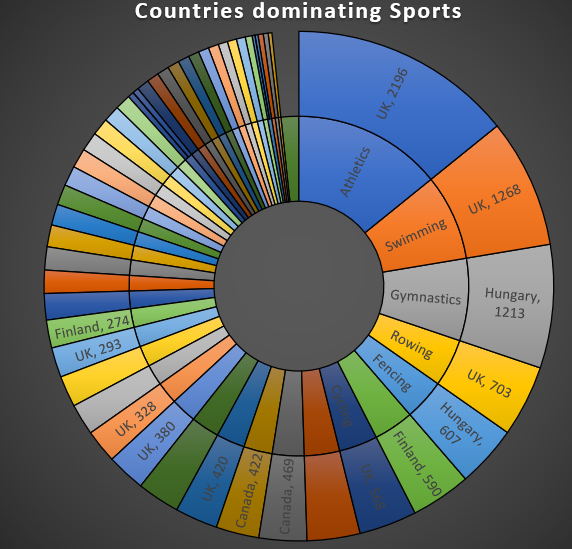 Countries dominating Sports
UK, 2196
Athletics
UK, 1268
Swimming
Hungary,
1213
Gymnastics
UK, 703
Rowing
Hungary,
607
Fencing
Finland, 590
Canada, 469
Canada, 422
UK, 420
UK, 380
UK, 328
UK, 293
Finland, 274